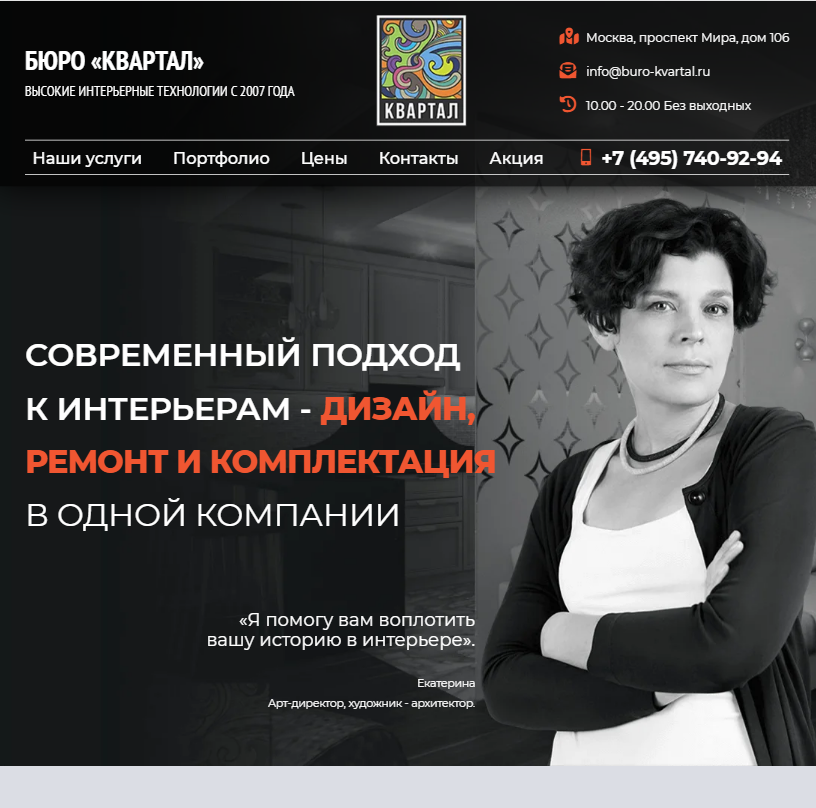 БЮРО «КВАРТАЛ»
ВЫСОКИЕ ИНТЕРЬЕРНЫЕ ТЕХНОЛОГИИ С 2007 ГОДА
КВАРТАЛ
Москва, проспект Мира, дом 106
info@buro-kvartal.ru
10.00 - 20.00 Без выходных
Наши услуги Портфолио Цены Контакты Акция +7 (495) 740-92-94
СОВРЕМЕННЫЙ ПОДХОД
К ИНТЕРЬЕРАМ - ДИЗАЙН,
РЕМОНТ И КОМПЛЕКТАЦИЯ
В ОДНОЙ КОМПАНИИ
«Я помогу вам воплотить
вашу историю в интерьере».
Екатерина
Арт-директор, художник - архитектор.